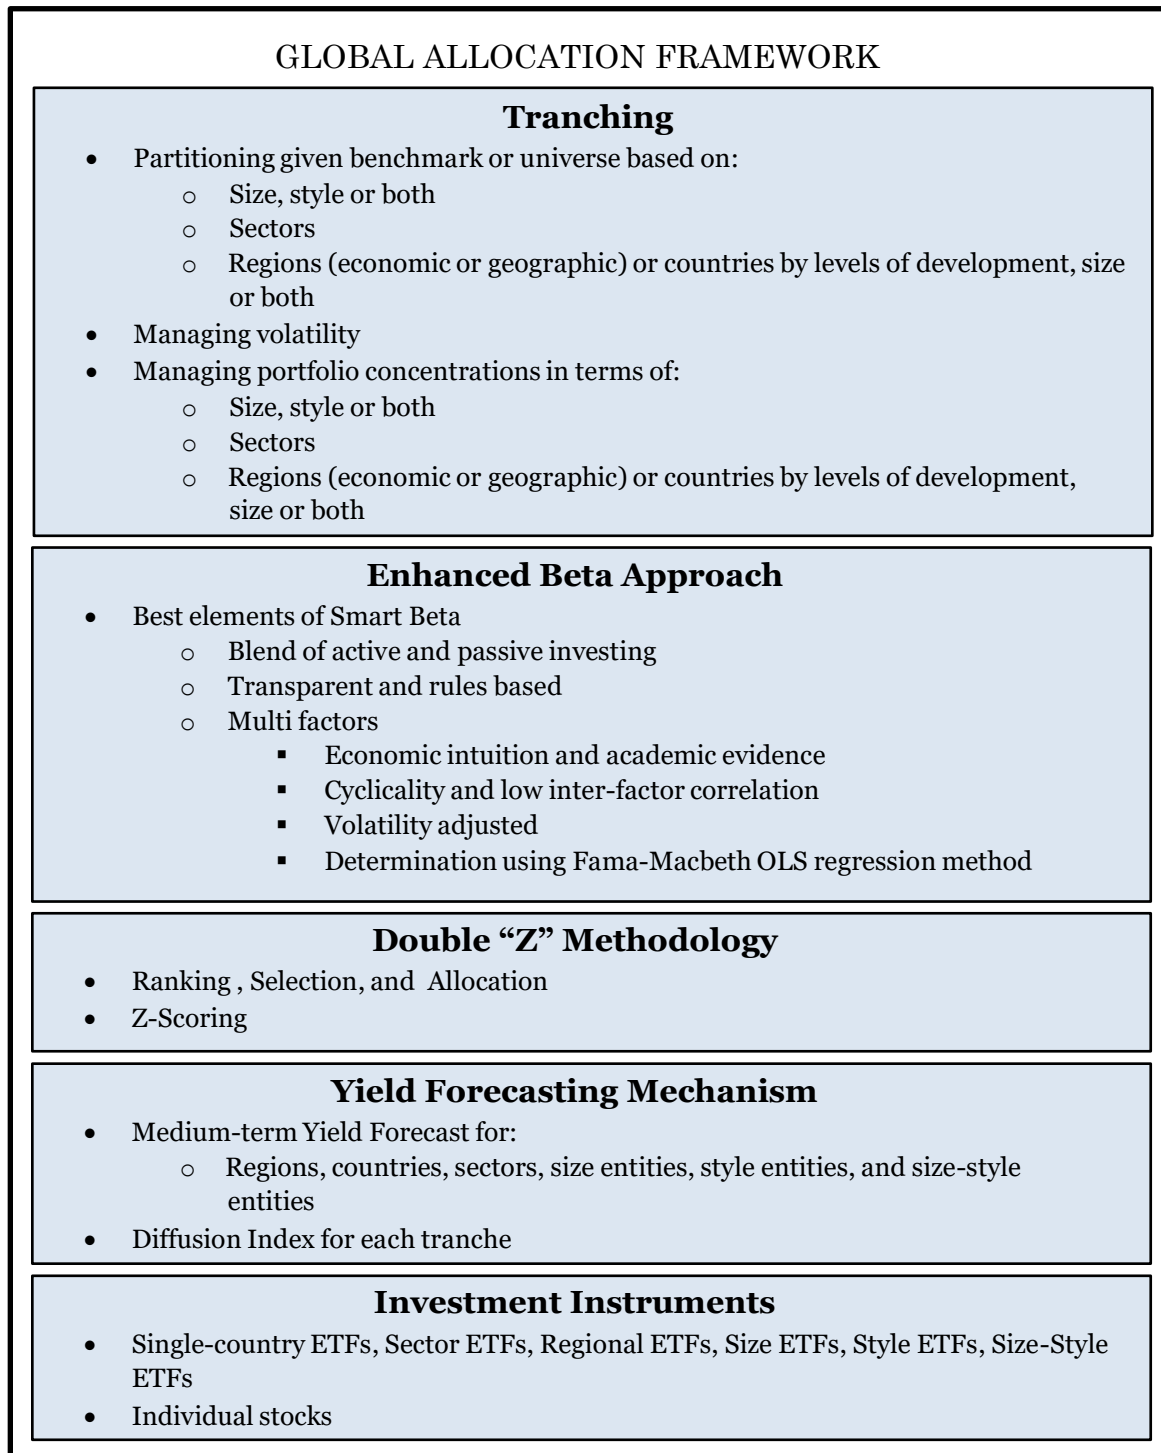 GLOBAL ALLOCATION FRAMEWORK
Tranching
• Partitioning given benchmark or universe based on:
o Size, style or both
o Sectors
o Regions (economic or geographic) or countries by levels of development, size
or both
• Managing volatility
• Managing portfolio concentrations in terms of:
o Size, style or both
o Sectors
o Regions (economic or geographic) or countries by levels of development,
size or both
Enhanced Beta Approach
• Best elements of Smart Beta
o Blend of active and passive investing
o Transparent and rules based
o Multi factors
▪ Economic intuition and academic evidence
▪ Cyclicality and low inter-factor correlation
▪ Volatility adjusted
▪ Determination using Fama-Macbeth OLS regression method
Double “Z” Methodology
• Ranking , Selection, and Allocation
• Z-Scoring
Yield Forecasting Mechanism
• Medium-term Yield Forecast for:
o Regions, countries, sectors, size entities, style entities, and size-style
entities
• Diffusion Index for each tranche
Investment Instruments
• Single-country ETFs, Sector ETFs, Regional ETFs, Size ETFs, Style ETFs, Size-Style
ETFs
• Individual stocks